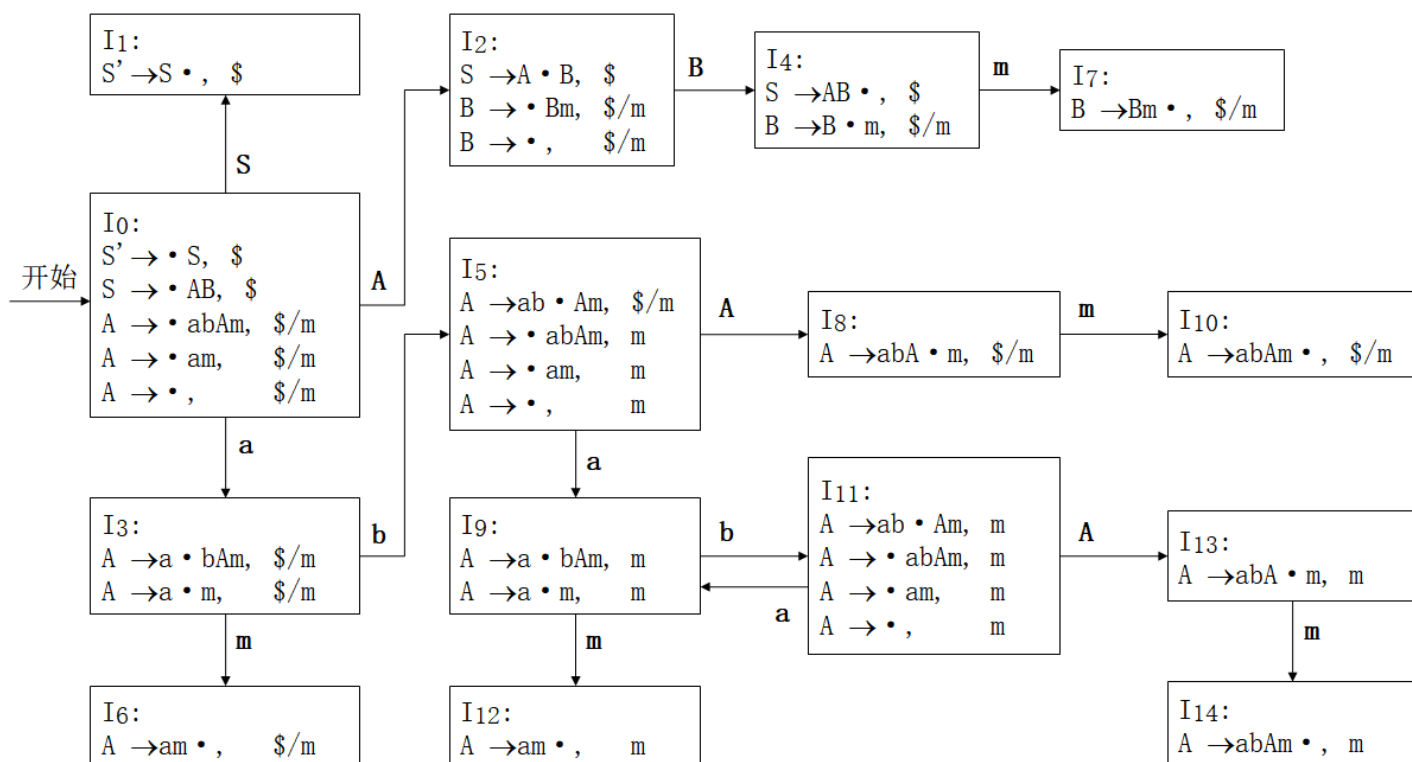 I1:
S' →S·, $
I2:
S →A·B, $
B →·Bm, $/m
B →·, $/m
B
I4:
S →AB·, $
B →B·m, $/m
m
I7:
B →Bm·, $/m
S
I0:
S' →·S, $
S →·AB, $
A →·abAm, $/m
A →·am, $/m
A →·, $/m
开始
A
I5:
A →ab·Am, $/m
A →·abAm, m
A →·am, m
A →·, m
A
I8:
A →abA·m, $/m
m
I10:
A →abAm·, $/m
a
a
I3:
A →a·bAm, $/m
A →a·m, $/m
b
I9:
A →a·bAm, m
A →a·m, m
b
a
I11:
A →ab·Am, m
A →·abAm, m
A →·am, m
A →·, m
A
I13:
A →abA·m, m
m
m
m
I6:
A →am·, $/m
I12:
A →am·, m
I14:
A →abAm·, m